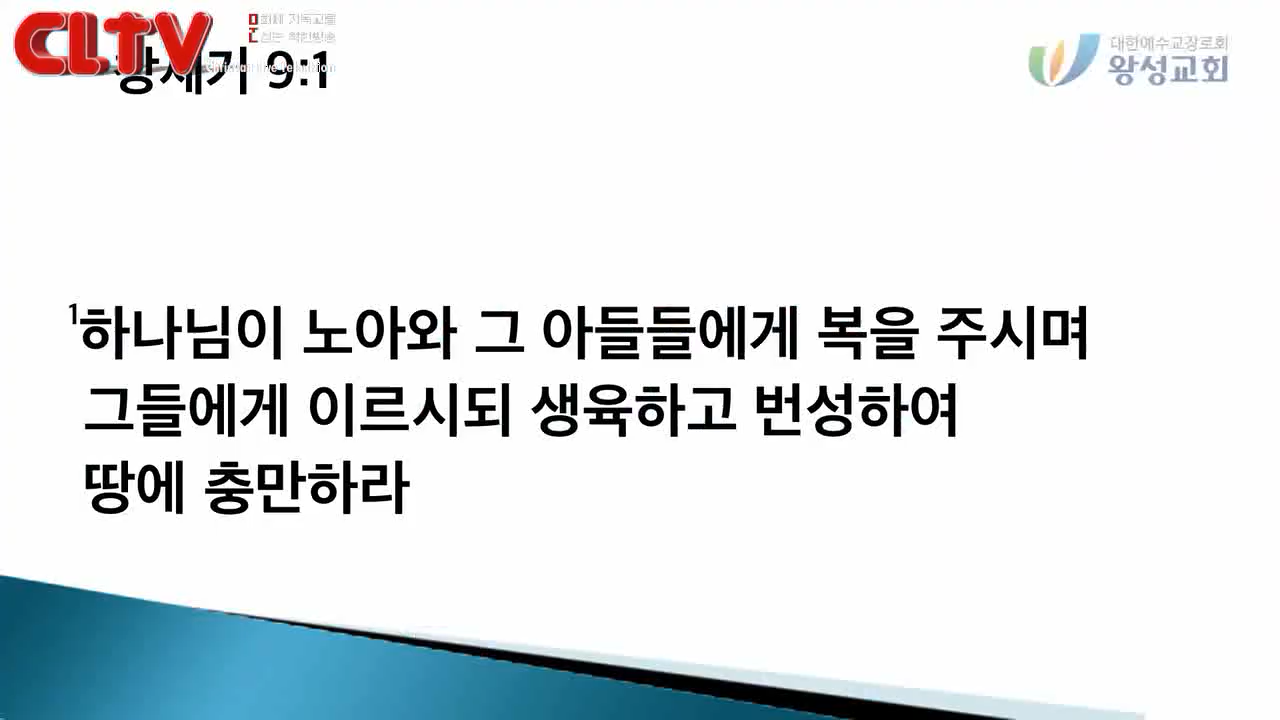 CLTV
창세기 9:1
대한예수교장로회
왕성교회
1하나님이 노아와 그 아들들에게 복을 주시며
그들에게 이르시되 생육하고 번성하여
땅에 충만하라